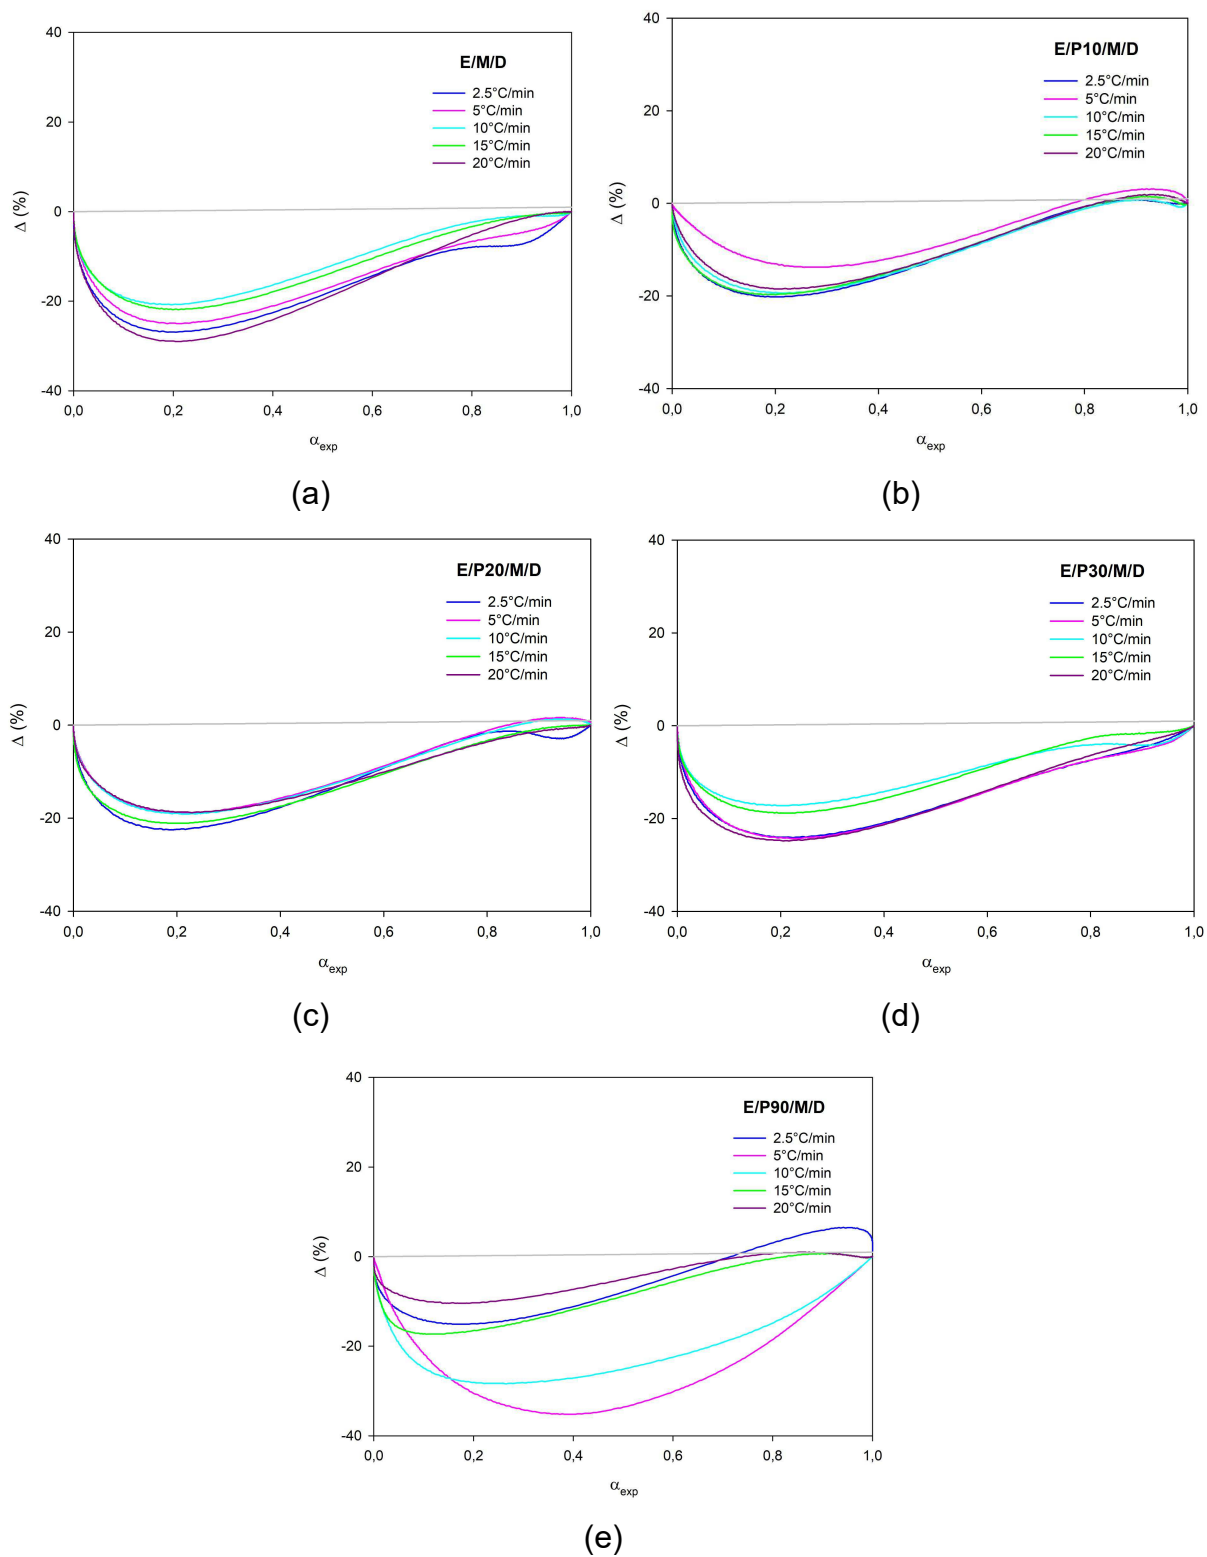 40
20
0
-20
-40
Δ (%)
E/M/D
2.5°C/min
5°C/min
10°C/min
15°C/min
20°C/min
0,0 0,2 0,4 0,6 0,8 1,0
αexp
(a)
40
20
0
-20
-40
Δ (%)
E/P10/M/D
2.5°C/min
5°C/min
10°C/min
15°C/min
20°C/min
0,0 0,2 0,4 0,6 0,8 1,0
αexp
(b)
40
20
0
-20
-40
Δ (%)
E/P20/M/D
2.5°C/min
5°C/min
10°C/min
15°C/min
20°C/min
0,0 0,2 0,4 0,6 0,8 1,0
αexp
(c)
40
20
0
-20
-40
Δ (%)
E/P30/M/D
2.5°C/min
5°C/min
10°C/min
15°C/min
20°C/min
0,0 0,2 0,4 0,6 0,8 1,0
αexp
(d)
40
20
0
-20
-40
Δ (%)
E/P90/M/D
2.5°C/min
5°C/min
10°C/min
15°C/min
20°C/min
0,0 0,2 0,4 0,6 0,8 1,0
αexp
(e)